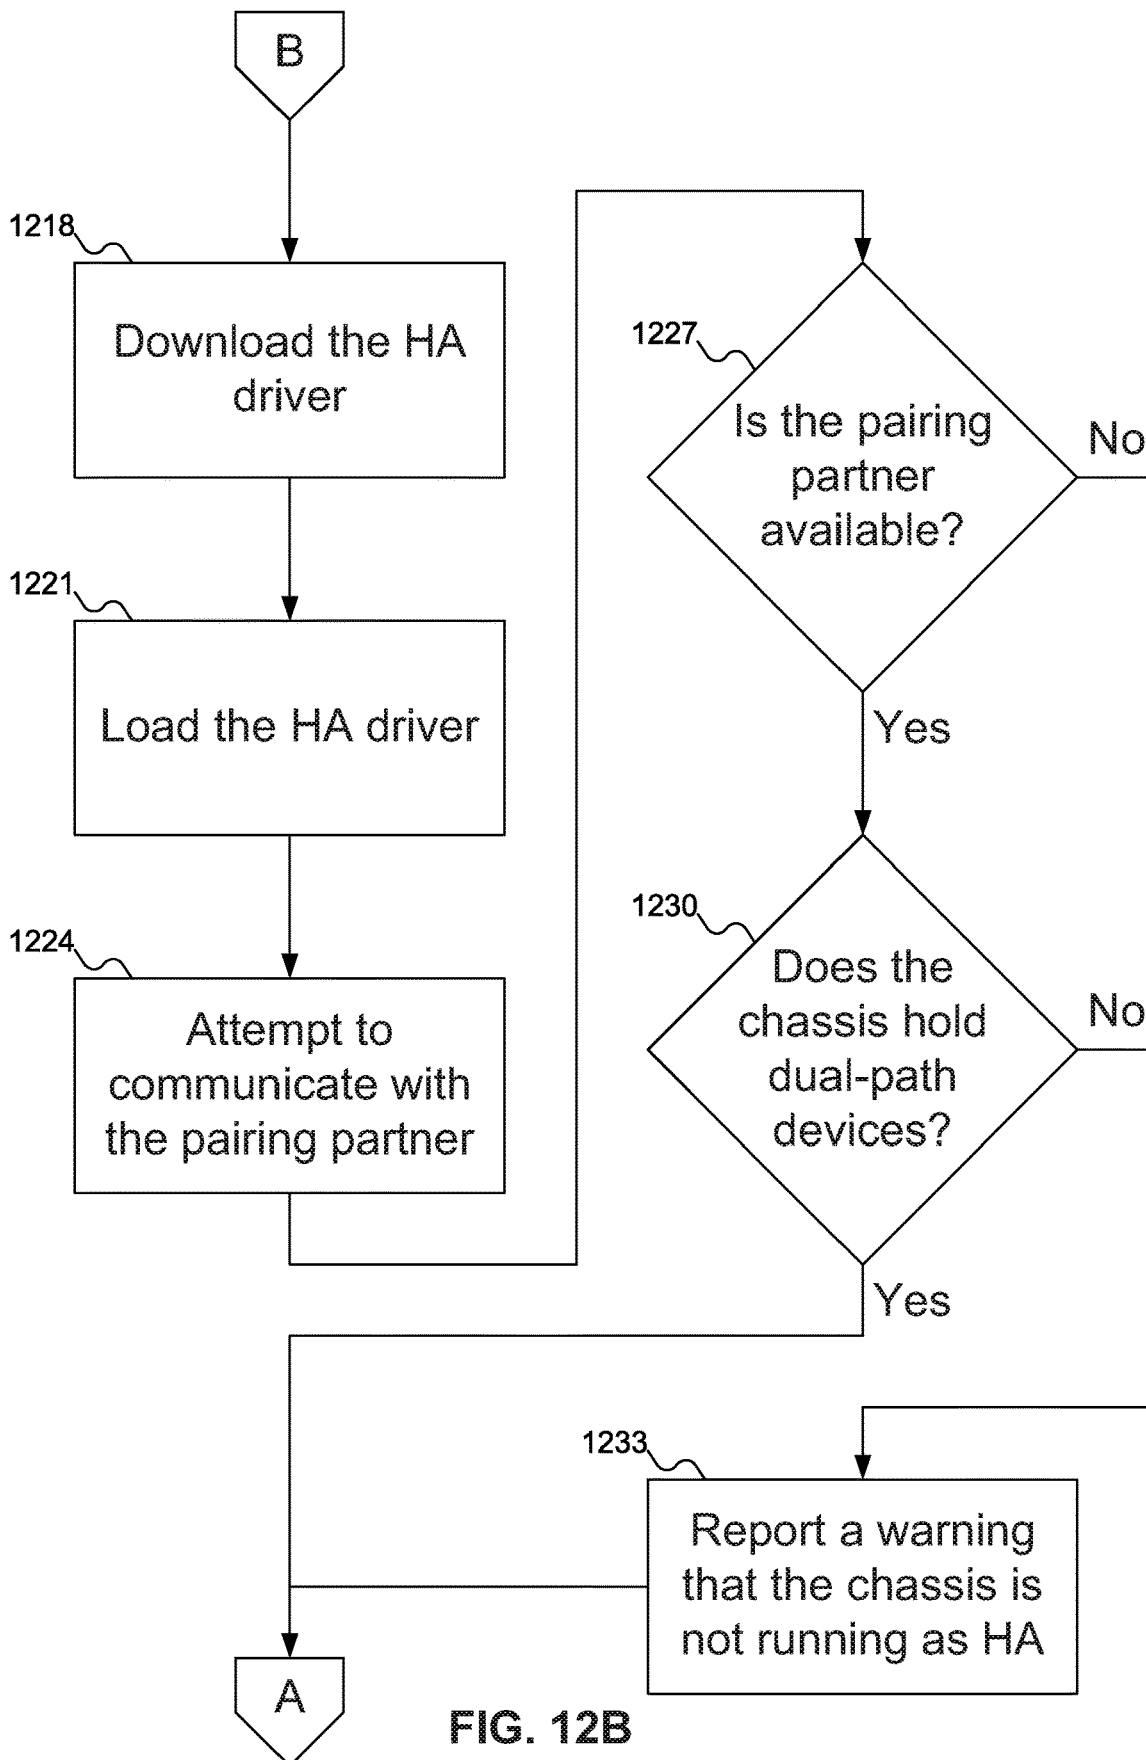 B
1218
Download the HA
driver
1221
Load the HA driver
1224
Attempt to
communicate with
the pairing partner
1227
Is the pairing
partner
available?
No
Yes
1230
Does the
chassis hold
dual-path
devices?
No
Yes
1233
Report a warning
that the chassis is
not running as HA
A
FIG. 12B